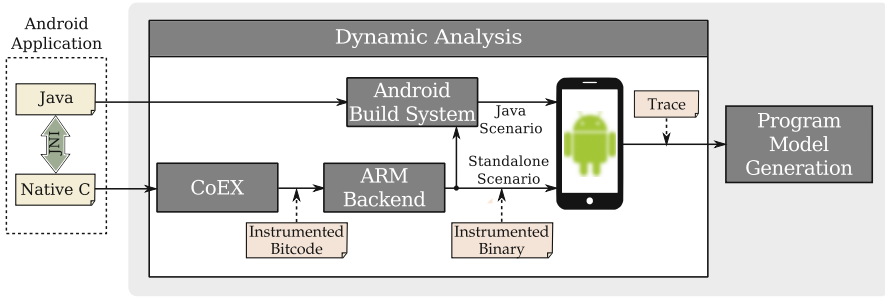 Android
Application
Dynamic Analysis
Java
JNI
Native C
Android
Build System
Java
Scenario
Trace
Program
Model
Generation
CoEX
ARM
Backend
Standalone
Scenario
Instrumented
Bitcode
Instrumented
Binary